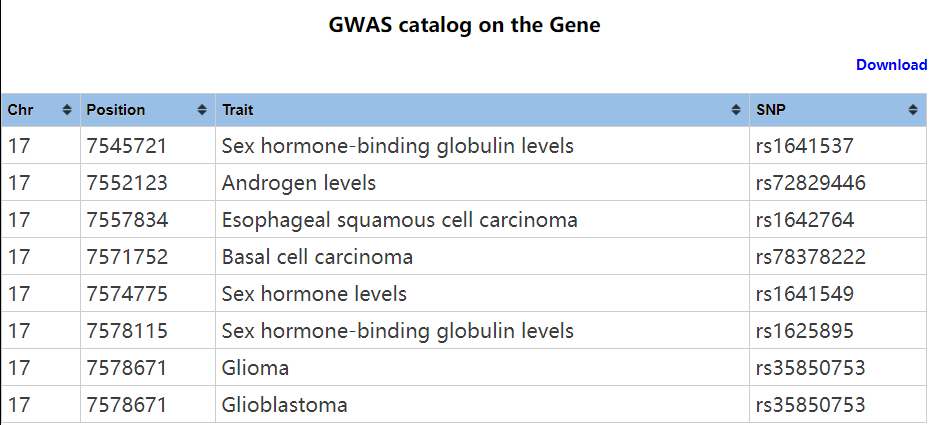 GWAS catalog on the Gene
Download
Chr Position Trait SNP
17 7545721 Sex hormone-binding globulin levels rs1641537
17 7552123 Androgen levels rs72829446
17 7557834 Esophageal squamous cell carcinoma rs1642764
17 7571752 Basal cell carcinoma rs78378222
17 7574775 Sex hormone levels rs1641549
17 7578115 Sex hormone-binding globulin levels rs1625895
17 7578671 Glioma rs35850753
17 7578671 Glioblastoma rs35850753